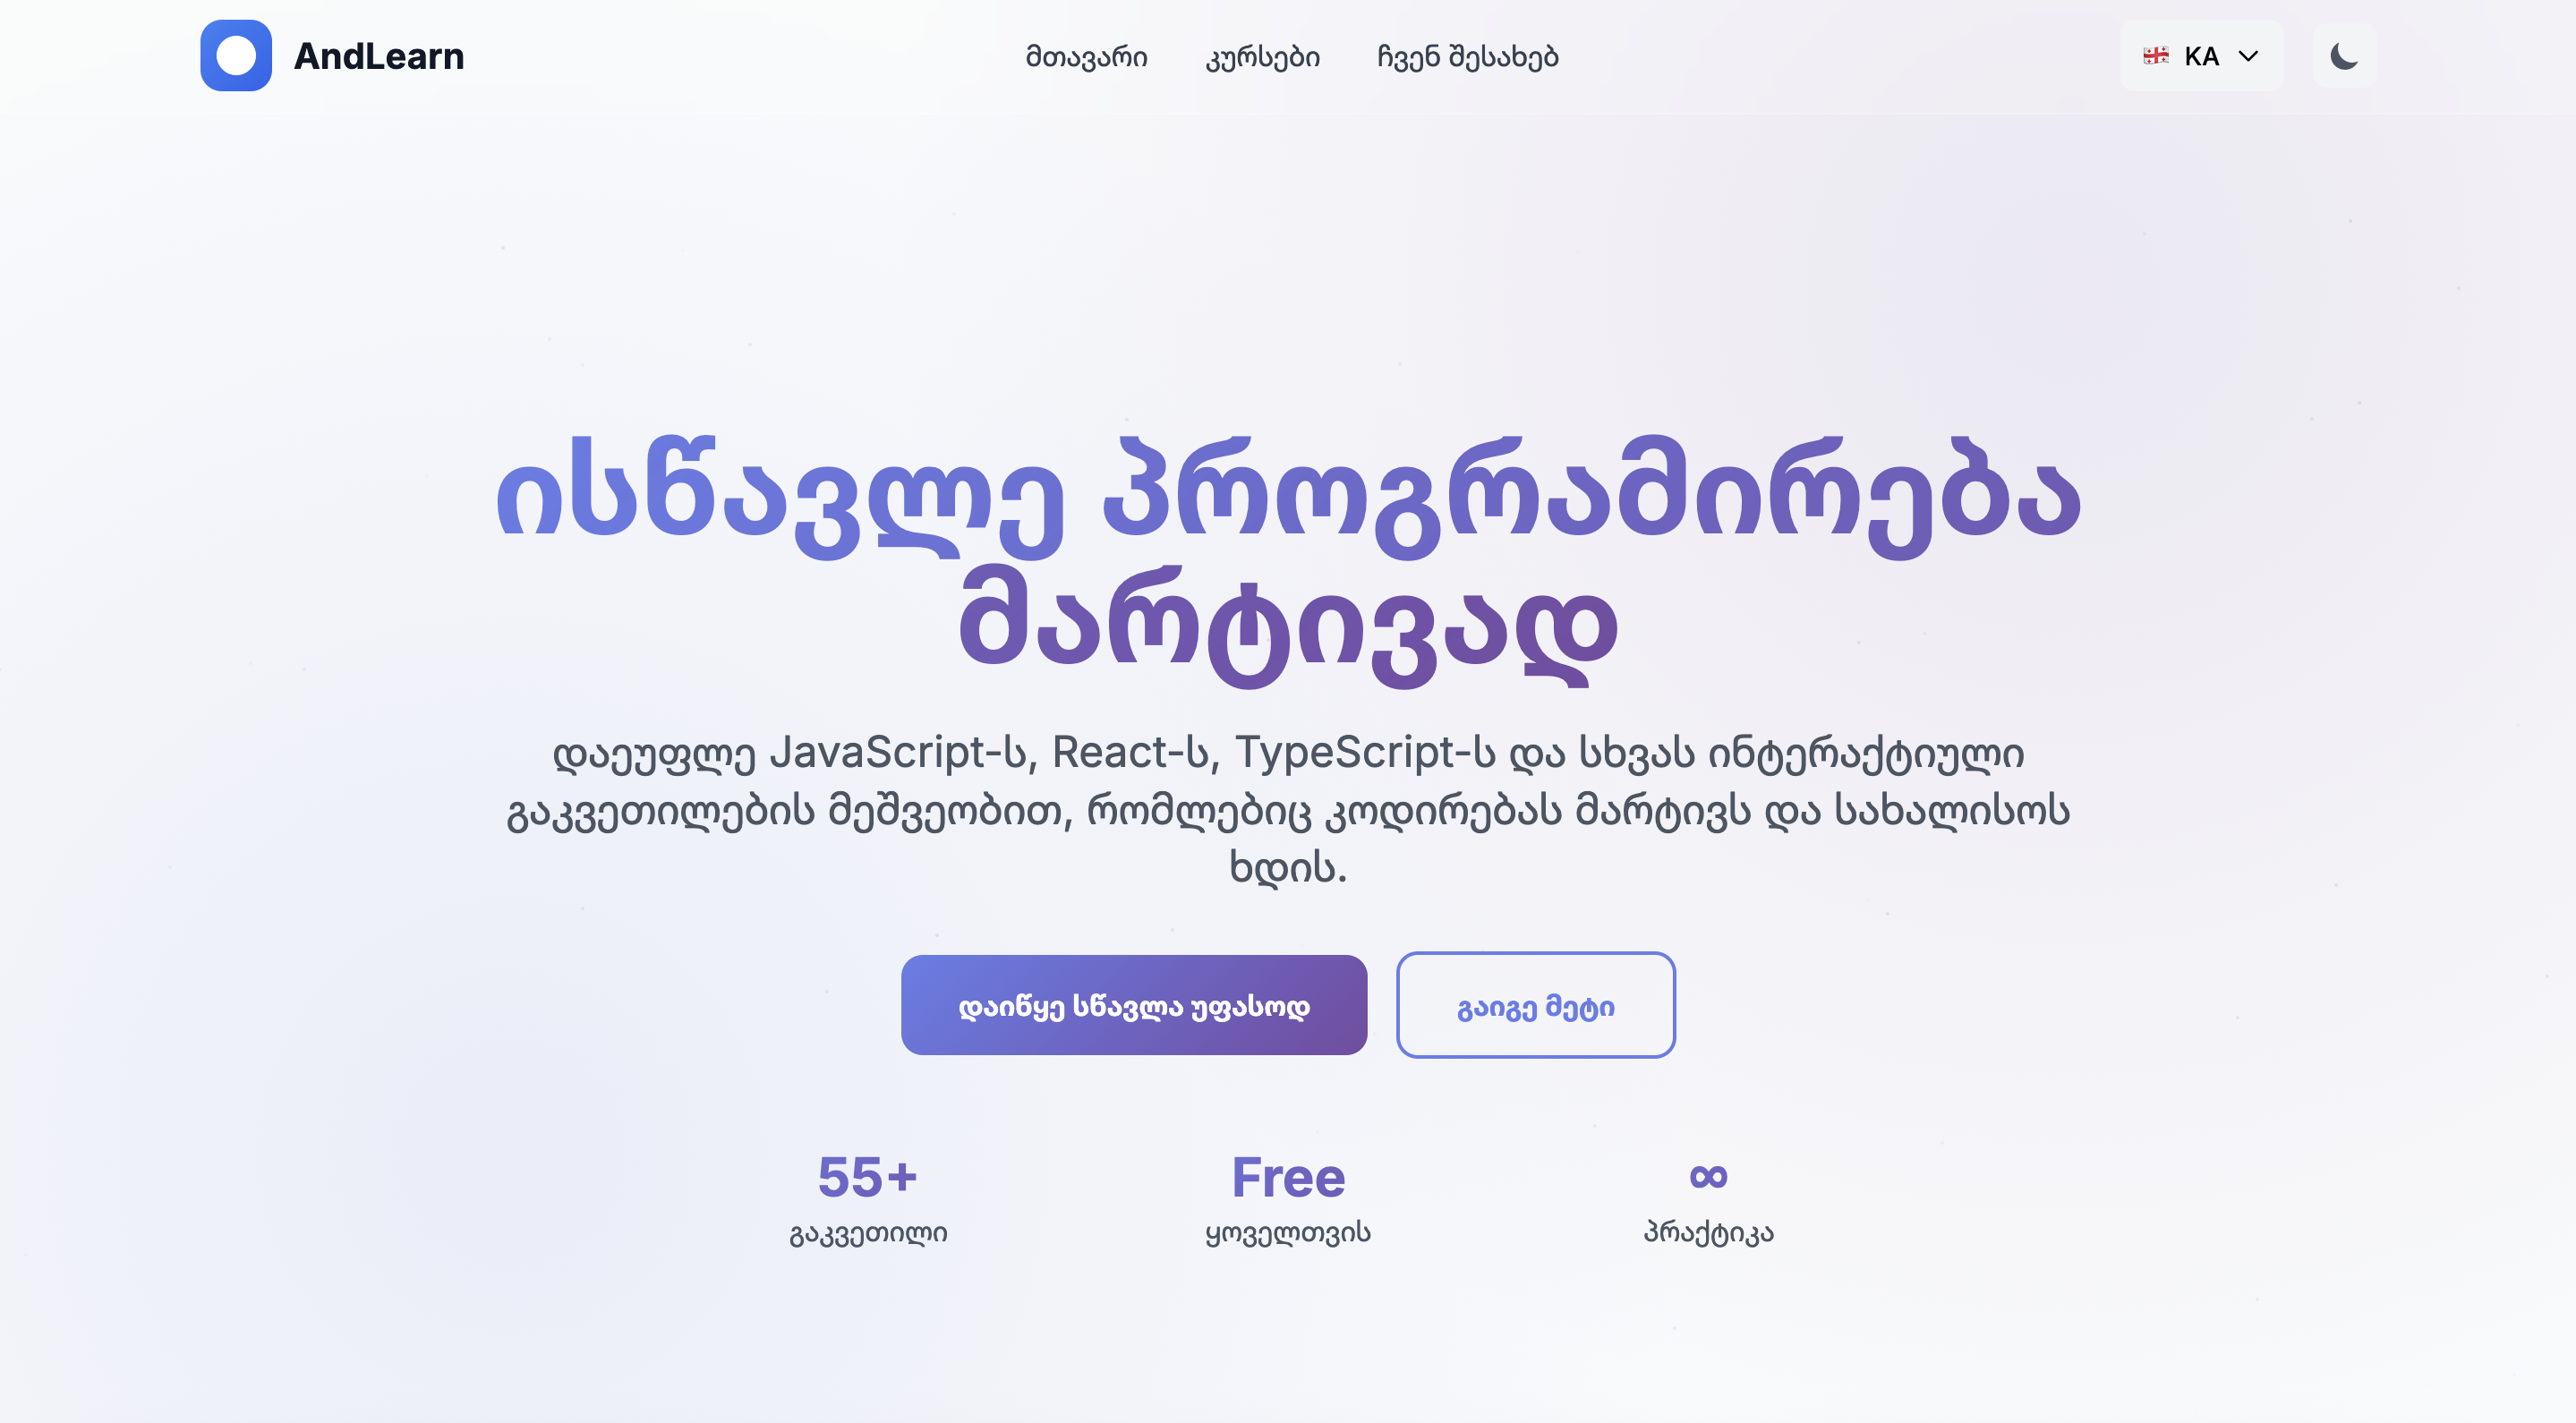 AndLearn
მთავარი
კურსები
ჩვენ შესახებ
KA
ისწავლე პროგრამირება
მარტივად
დაეუფლე JavaScript-ს, React-ს, TypeScript-ს და სხვას ინტერაქტიული
გაკვეთილების მეშვეობით, რომლებიც კოდირებას მარტივს და სახალისოს
ხდის.
დაიწყე სწავლა უფასოდ
გაიგე მეტი
55+
გაკვეთილი
Free
ყოველთვის
∞
პრაქტიკა